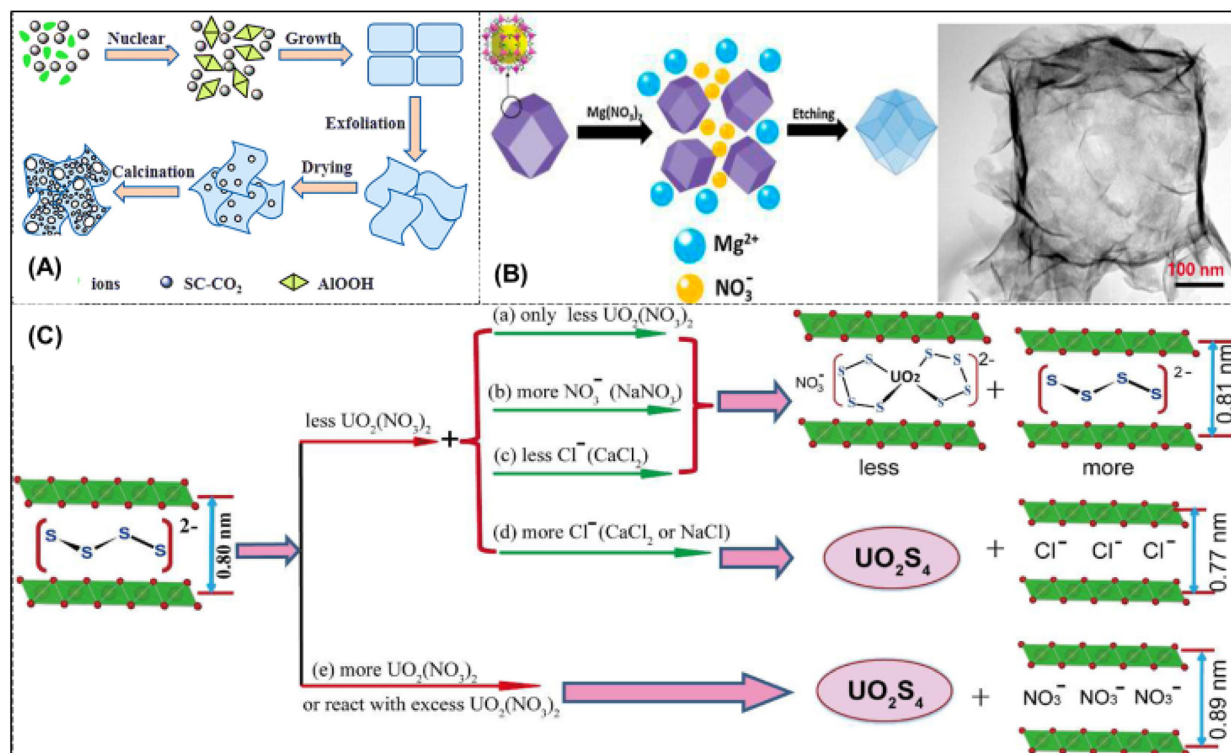 Nuclear
Growth
Exfoliation
Drying
Calcination
(A)
ions SC-CO₂ AlOOH
Mg(NO₃)₂
Etching
Mg²⁺
NO₃⁻
(B)
100 nm
(C)
[S S S S]²⁻
0.80 nm
less UO₂(NO₃)₂
+
(a) only less UO₂(NO₃)₂
(b) more NO₃⁻ (NaNO₃)
(c) less Cl⁻(CaCl₂)
(d) more Cl⁻(CaCl₂ or NaCl)
(e) more UO₂(NO₃)₂
or react with excess UO₂(NO₃)₂
NO₃⁻ [S S S S UO₂ S S S S]²⁻
less
+
[S S S S]²⁻
more
0.81 nm
UO₂S₄
+
Cl⁻ Cl⁻ Cl⁻
0.77 nm
UO₂S₄
+
NO₃⁻ NO₃⁻ NO₃⁻
0.89 nm